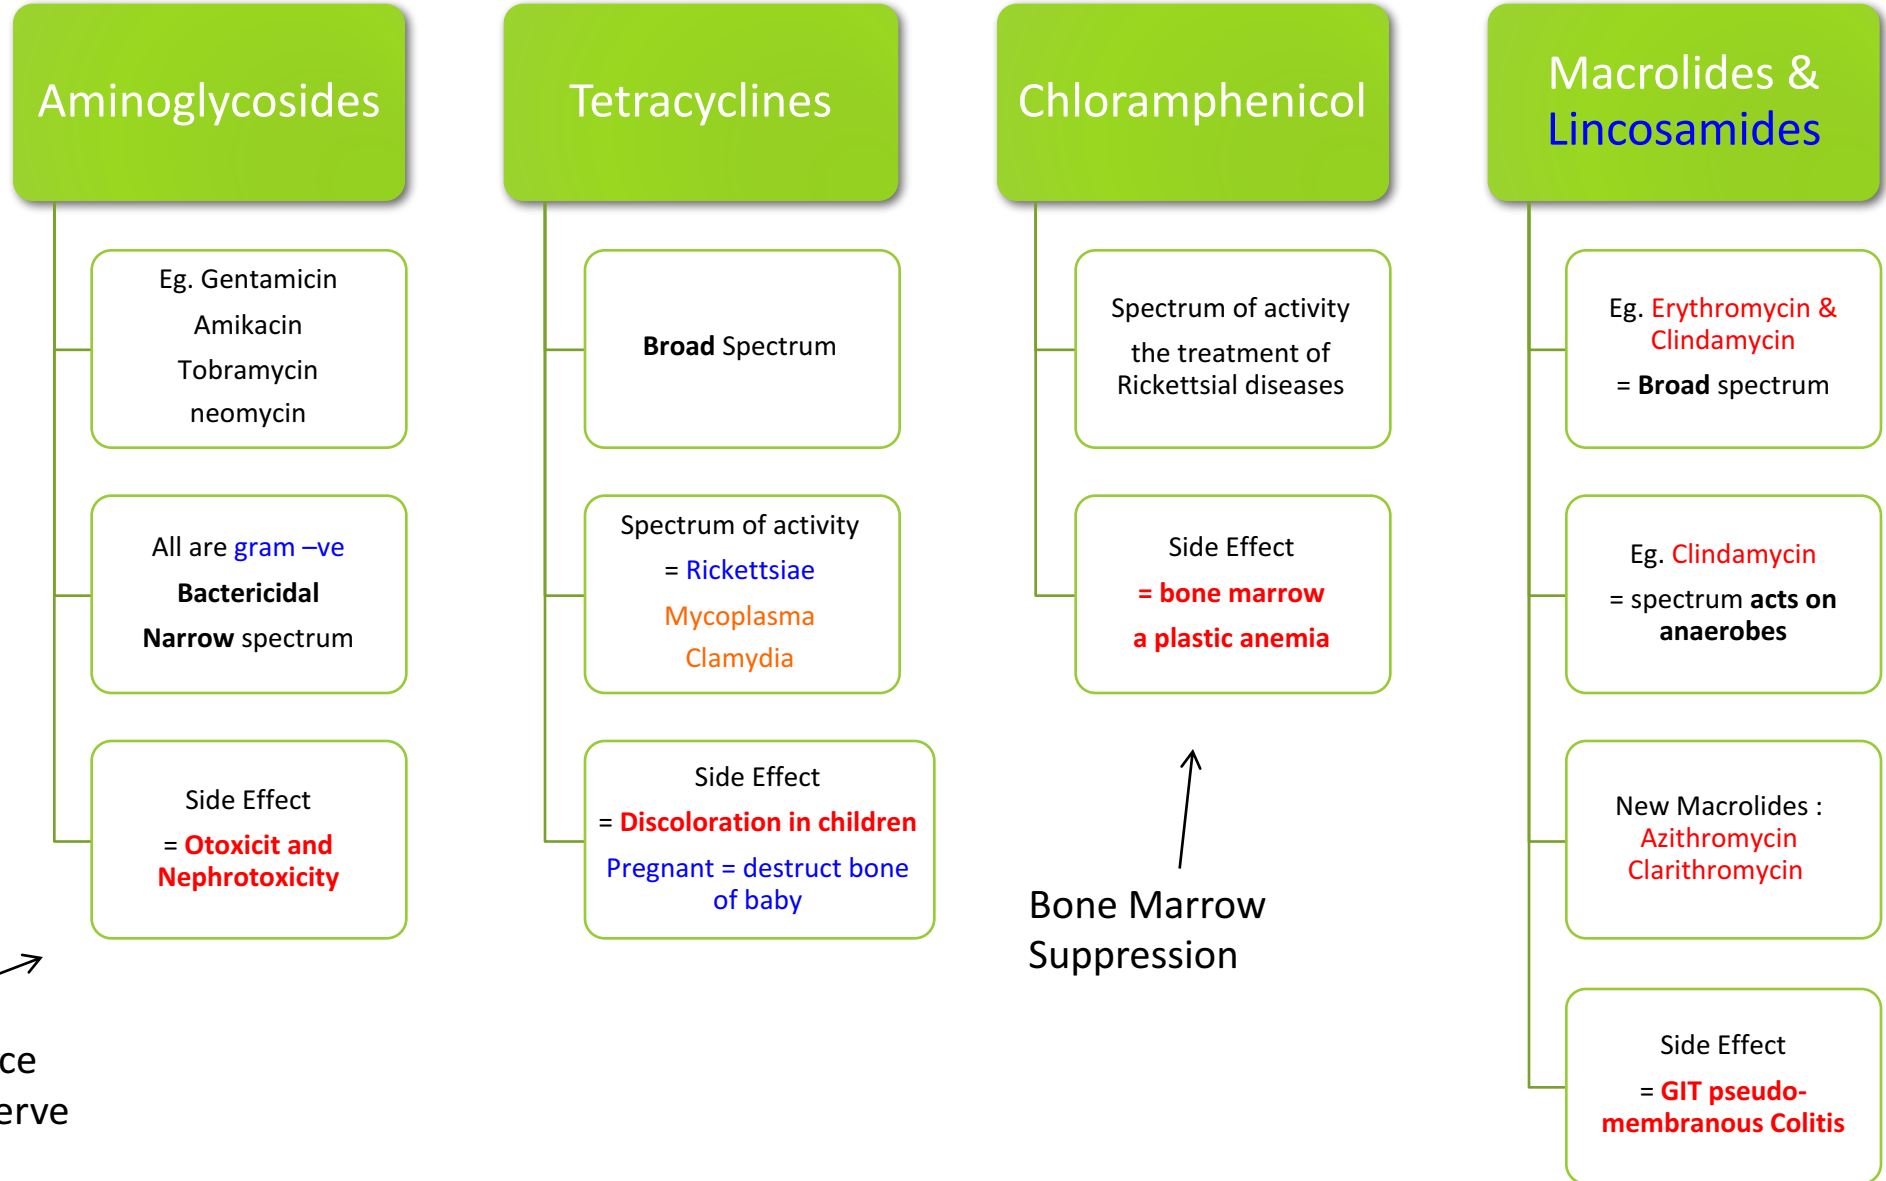 Aminoglycosides
Eg. Gentamicin
Amikacin
Tobramycin
neomycin
All are gram –ve
Bactericidal
Narrow spectrum
Side Effect
= Otoxicit and
Nephrotoxicity
ce
erve
Tetracyclines
Broad Spectrum
Spectrum of activity
= Rickettsiae
Mycoplasma
Clamydia
Side Effect
= Discoloration in children
Pregnant = destruct bone
of baby
Chloramphenicol
Spectrum of activity
the treatment of
Rickettsial diseases
Side Effect
= bone marrow
a plastic anemia
Bone Marrow
Suppression
Macrolides &
Lincosamides
Eg. Erythromycin &
Clindamycin
= Broad spectrum
Eg. Clindamycin
= spectrum acts on
anaerobes
New Macrolides :
Azithromycin
Clarithromycin
Side Effect
= GIT pseudo-
membranous Colitis